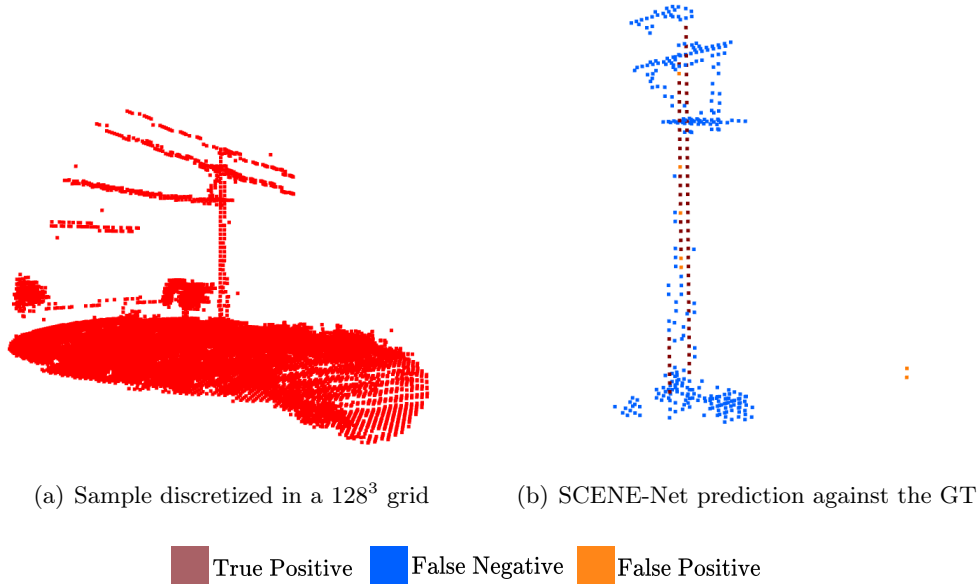 (a) Sample discretized in a 128³ grid
(b) SCENE-Net prediction against the GT
True Positive
False Negative
False Positive